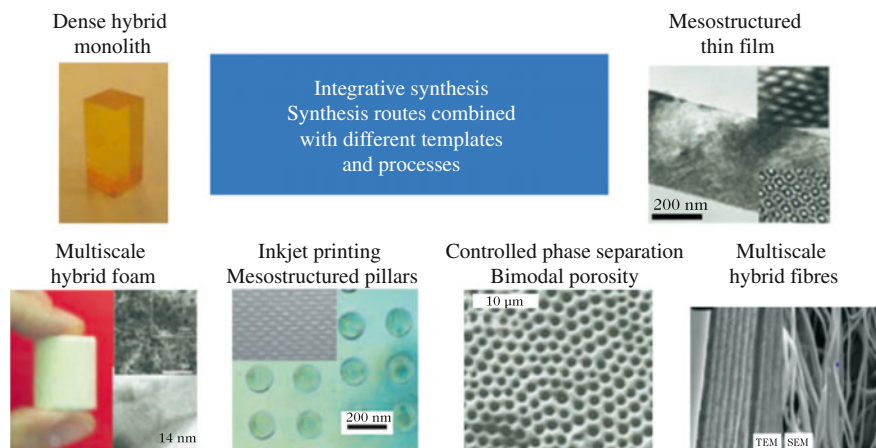 Dense hybrid
monolith
Integrative synthesis
Synthesis routes combined
with different templates
and processes
Mesostructured
thin film
200 nm
Multiscale
hybrid foam
14 nm
Inkjet printing
Mesostructured pillars
200 nm
Controlled phase separation
Bimodal porosity
10 µm
Multiscale
hybrid fibres
TEM SEM